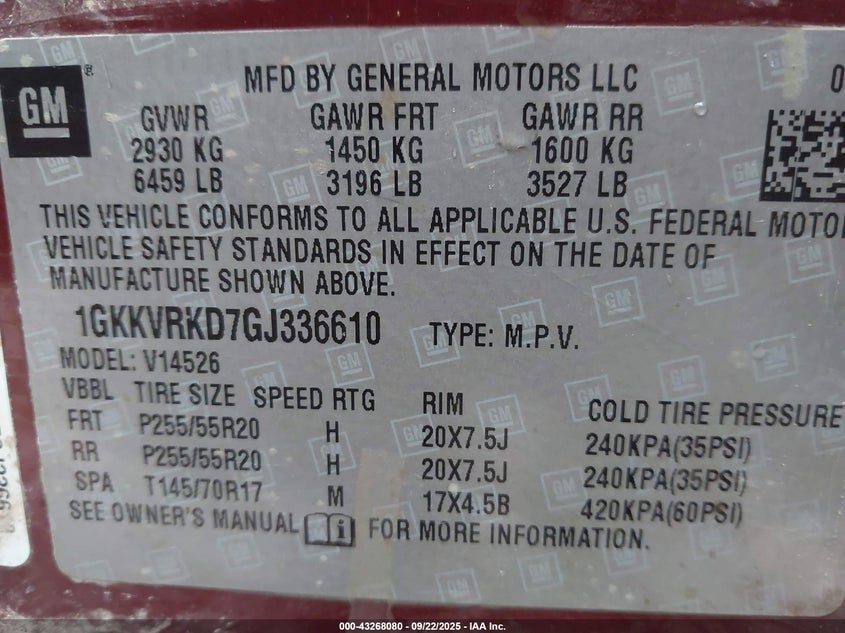 GM
MFD BY GENERAL MOTORS LLC 0
GVWR GAWR FRT GAWR RR
2930 KG 1450 KG 1600 KG
6459 LB 3196 LB 3527 LB
THIS VEHICLE CONFORMS TO ALL APPLICABLE U.S. FEDERAL MOTO
VEHICLE SAFETY STANDARDS IN EFFECT ON THE DATE OF
MANUFACTURE SHOWN ABOVE.
1GKKVRKD7GJ336610 TYPE: M.P.V.
MODEL: V14526
VBBL TIRE SIZE SPEED RTG RIM COLD TIRE PRESSURE
FRT P255/55R20 H 20X7.5J 240KPA(35PSI)
RR P255/55R20 H 20X7.5J 240KPA(35PSI)
SPA T145/70R17 M 17X4.5B 420KPA(60PSI)
SEE OWNER'S MANUAL FOR MORE INFORMATION.
000-43268080 - 09/22/2025 - IAA Inc.